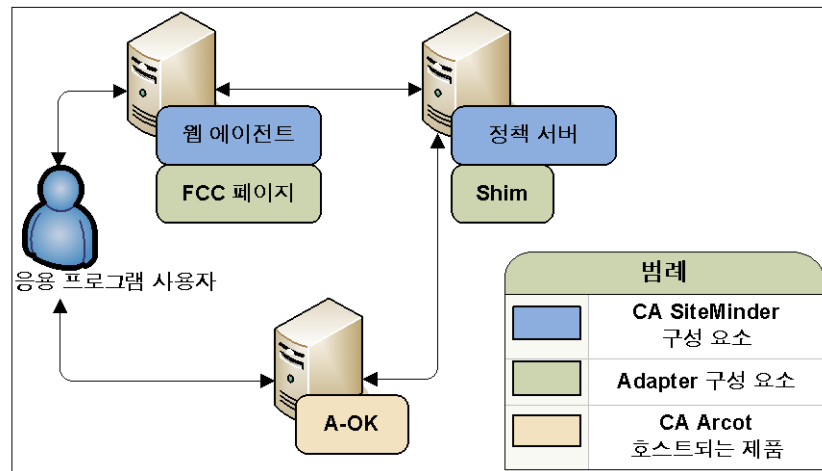 웹 에이전트
정책 서버
FCC 페이지
Shim
응용 프로그램 사용자
A-OK
범례
CA SiteMinder
구성 요소
Adapter 구성 요소
CA Arcot
호스트되는 제품